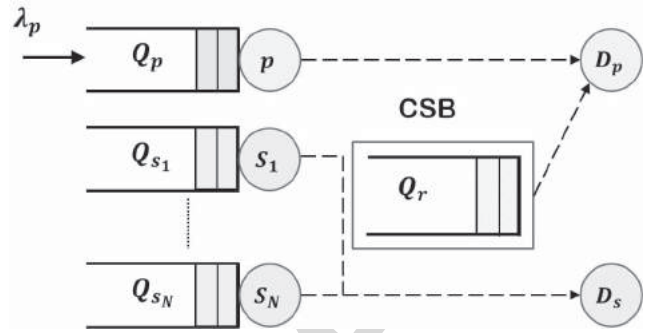 λ_p
Q_p p D_p
CSB
Q_{s_1} S_1
Q_r
Q_{s_N} S_N D_s